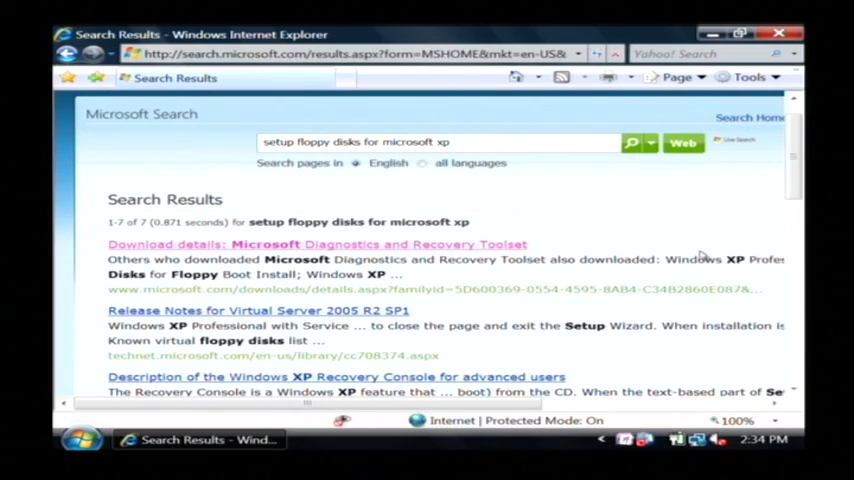 Search Results - Windows Internet Explorer
http://search.microsoft.com/results.aspx?form=MSHOME&mkt=en-US&
Yahoo! Search
Search Results
Page
Tools
Microsoft Search
Search Home
setup floppy disks for microsoft xp
Web
Live Search
Search pages in English all languages
Search Results
1-7 of 7 (0.871 seconds) for setup floppy disks for microsoft xp
Download details: Microsoft Diagnostics and Recovery Toolset
Others who downloaded Microsoft Diagnostics and Recovery Toolset also downloaded: Windows XP Profes
Disks for Floppy Boot Install; Windows XP ...
www.microsoft.com/downloads/details.aspx?familyid=5D600369-0554-4595-8AB4-C34B2860E087&...
Release Notes for Virtual Server 2005 R2 SP1
Windows XP Professional with Service ... to close the page and exit the Setup Wizard. When installation is
Known virtual floppy disks list ...
technet.microsoft.com/en-us/library/cc708374.aspx
Description of the Windows XP Recovery Console for advanced users
The Recovery Console is a Windows XP feature that ... boot) from the CD. When the text-based part of Se
Internet | Protected Mode: On
100%
Search Results - Wind...
2:34 PM